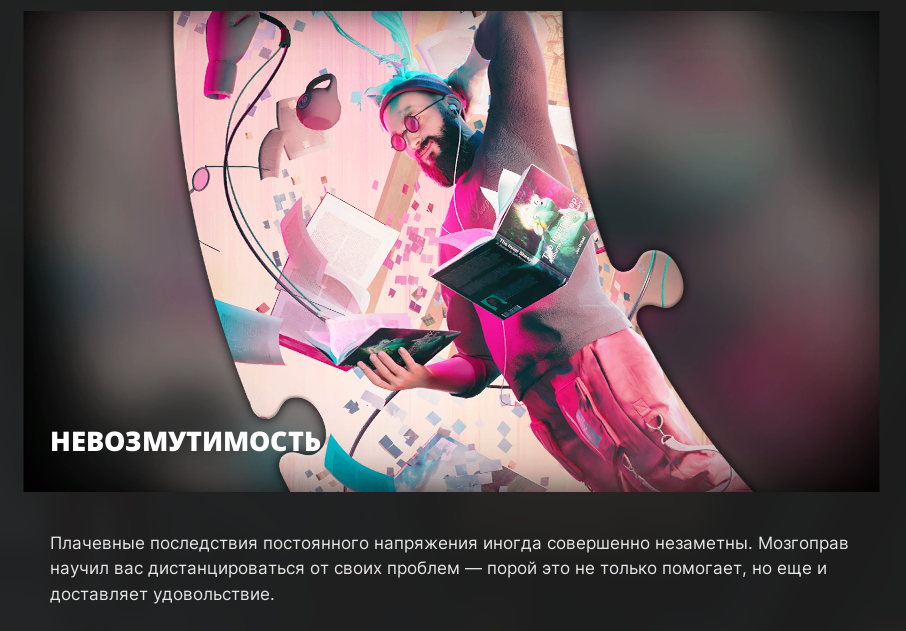 НЕВОЗМУТИМОСТЬ
Плачевные последствия постоянного напряжения иногда совершенно незаметны. Мозгоправ
научил вас дистанцироваться от своих проблем — порой это не только помогает, но еще и
доставляет удовольствие.